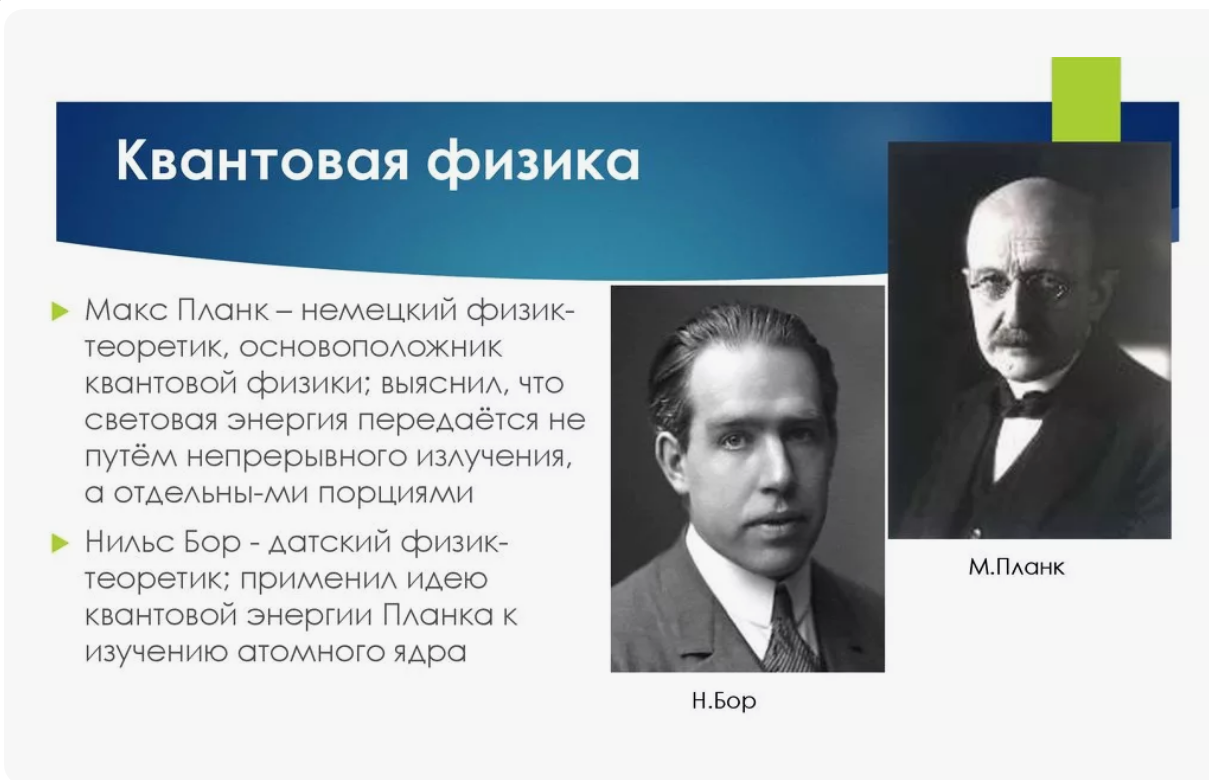 Квантовая физика
Макс Планк – немецкий физик-
теоретик, основоположник
квантовой физики; выяснил, что
световая энергия передаётся не
путём непрерывного излучения,
а отдельны-ми порциями
Нильс Бор - датский физик-
теоретик; применил идею
квантовой энергии Планка к
изучению атомного ядра
М.Планк
Н.Бор